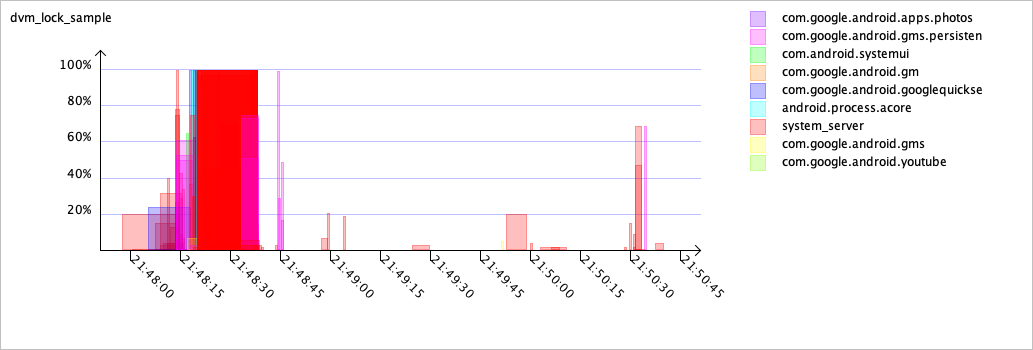 dvm_lock_sample
100%
80%
60%
40%
20%
21:48:00
21:48:15
21:48:30
21:48:45
21:49:00
21:49:15
21:49:30
21:49:45
21:50:00
21:50:15
21:50:30
21:50:45
com.google.android.apps.photos
com.google.android.gms.persisten
com.android.systemui
com.google.android.gm
com.google.android.googlequickse
android.process.acore
system_server
com.google.android.gms
com.google.android.youtube